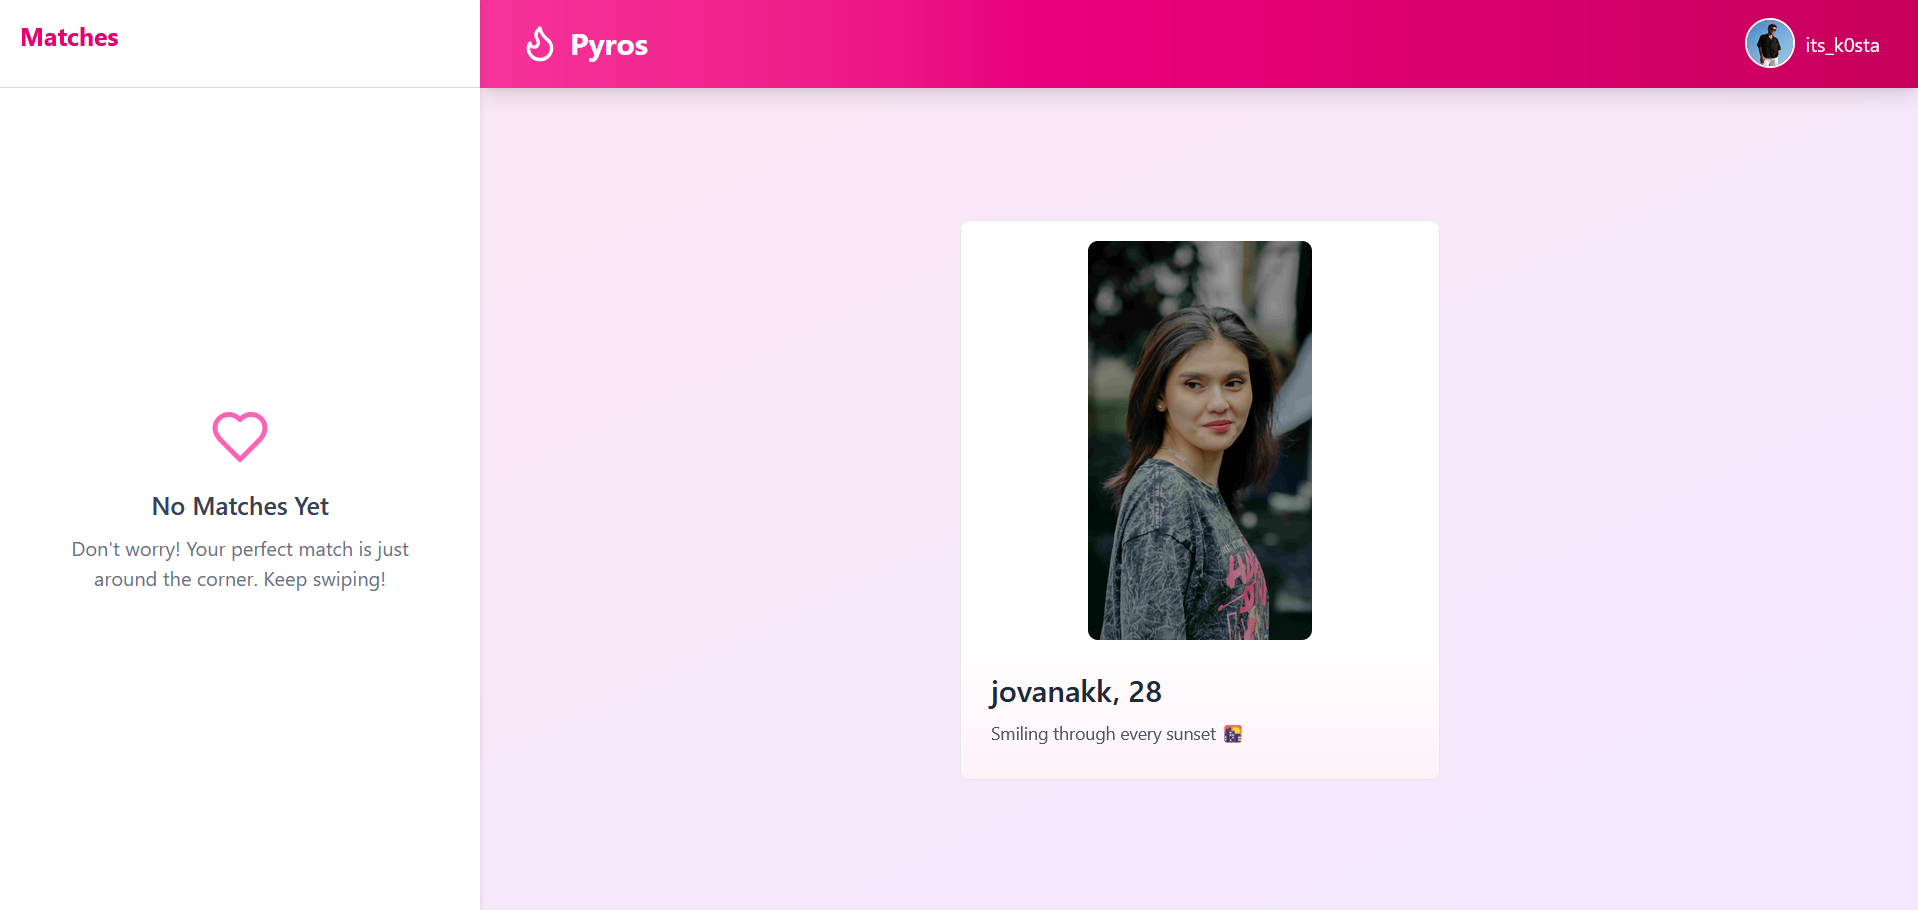 Matches
Pyros
its_k0sta
No Matches Yet
Don't worry! Your perfect match is just
around the corner. Keep swiping!
jovanakk, 28
Smiling through every sunset 🌇